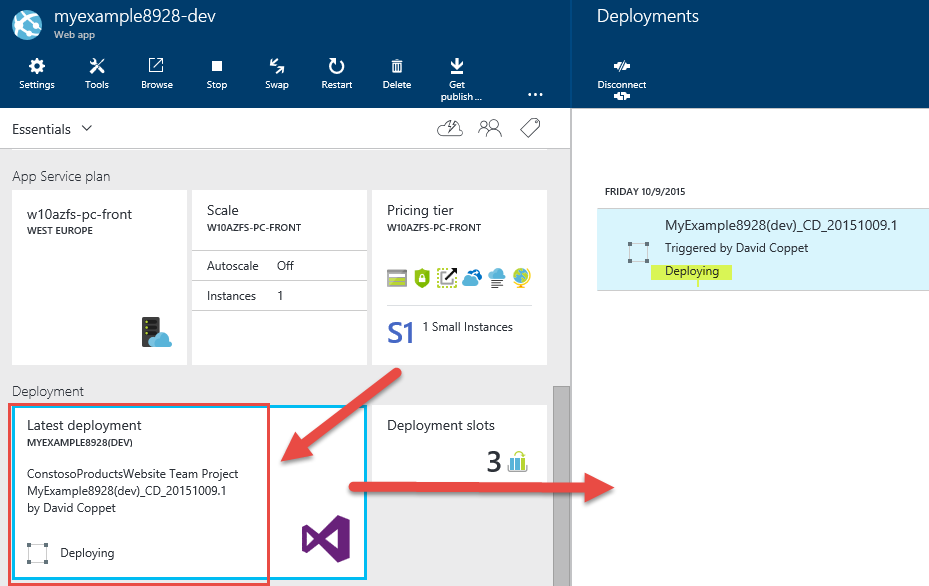 myexample8928-dev
Web app
Settings
Tools
Browse
Stop
Swap
Restart
Delete
Get
publish ...
Essentials
App Service plan
w10azfs-pc-front
WEST EUROPE
Scale
W10AZFS-PC-FRONT
Autoscale Off
Instances 1
Pricing tier
W10AZFS-PC-FRONT
S1 1 Small Instances
Deployment
Latest deployment
MYEXAMPLE8928(DEV)
ConstosoProductsWebsite Team Project
MyExample8928(dev)_CD_20151009.1
by David Coppet
Deploying
Deployment slots
3
Deployments
Disconnect
FRIDAY 10/9/2015
MyExample8928(dev)_CD_20151009.1
Triggered by David Coppet
Deploying